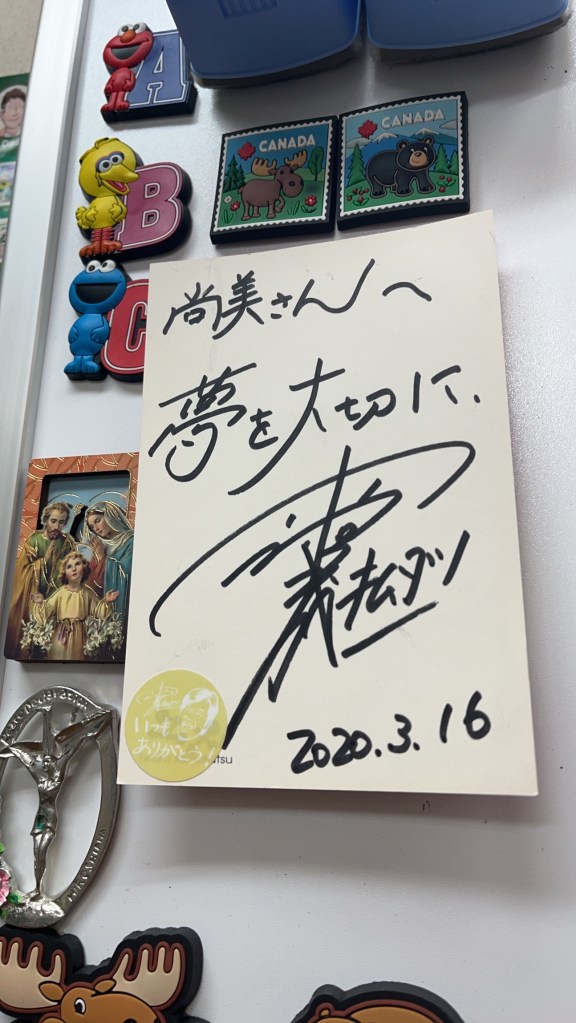 A
CANADA
CANADA
B
C
尚美さんへ
夢を大切に.
2020.3.16
いつも
ありがとう!